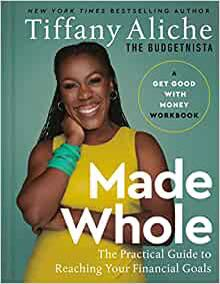 NEW YORK TIMES BESTSELLING AUTHOR
Tiffany Aliche
THE BUDGETNISTA
A
GET GOOD
WITH MONEY
WORKBOOK
Made
Whole
The Practical Guide to
Reaching Your Financial Goals